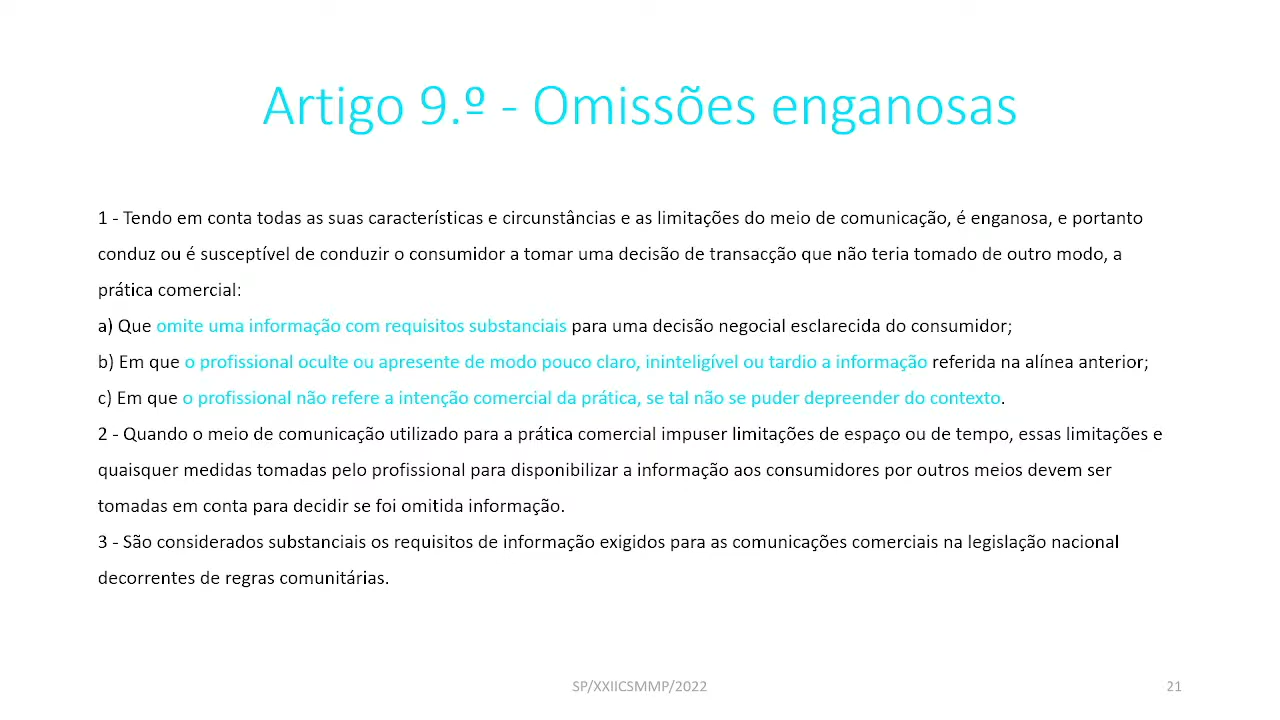 Artigo 9.º - Omissões enganosas
1 - Tendo em conta todas as suas características e circunstâncias e as limitações do meio de comunicação, é enganosa, e portanto
conduz ou é susceptível de conduzir o consumidor a tomar uma decisão de transacção que não teria tomado de outro modo, a
prática comercial:
a) Que omite uma informação com requisitos substanciais para uma decisão negocial esclarecida do consumidor;
b) Em que o profissional oculte ou apresente de modo pouco claro, ininteligível ou tardio a informação referida na alínea anterior;
c) Em que o profissional não refere a intenção comercial da prática, se tal não se puder depreender do contexto.
2 - Quando o meio de comunicação utilizado para a prática comercial impuser limitações de espaço ou de tempo, essas limitações e
quaisquer medidas tomadas pelo profissional para disponibilizar a informação aos consumidores por outros meios devem ser
tomadas em conta para decidir se foi omitida informação.
3 - São considerados substanciais os requisitos de informação exigidos para as comunicações comerciais na legislação nacional
decorrentes de regras comunitárias.
SP/XXIICSMMP/2022
21